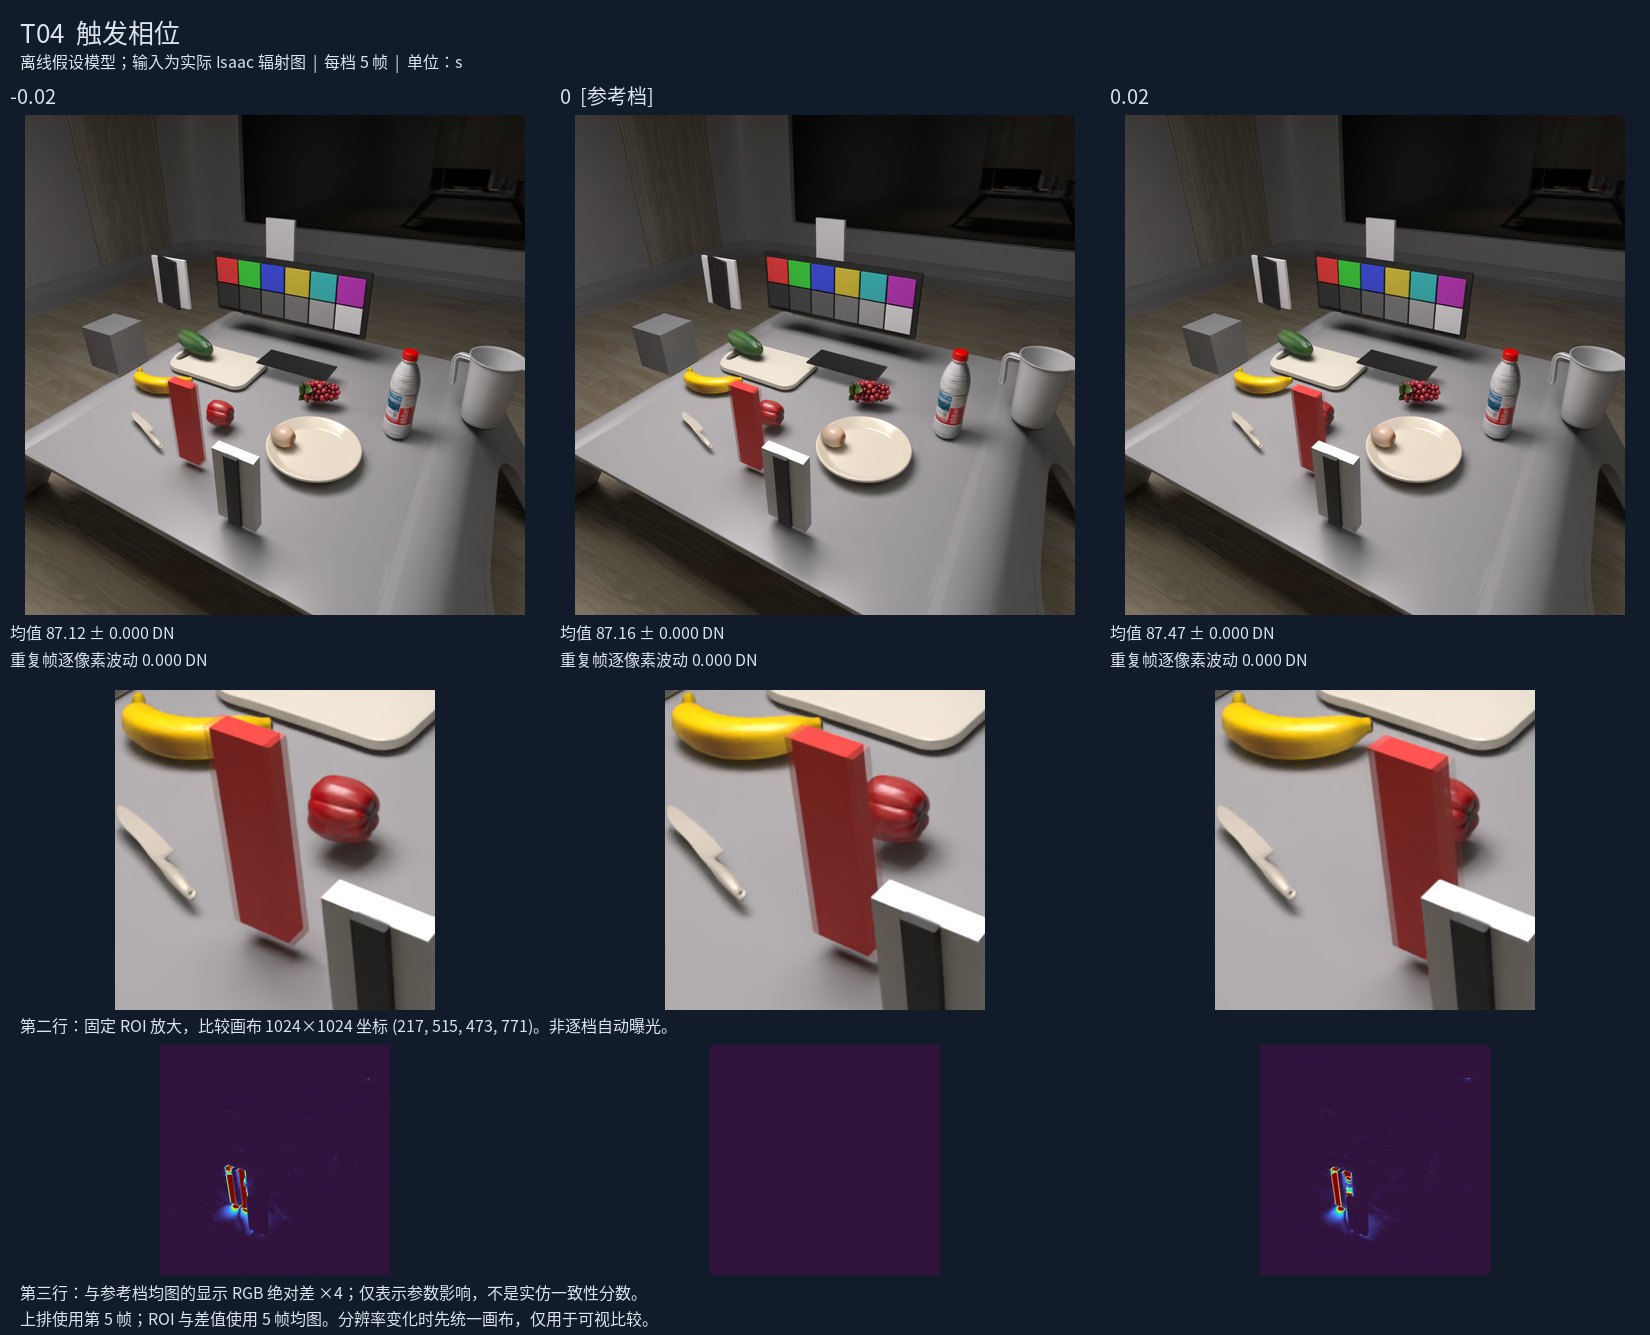 T04 触发相位
离线假设模型；输入为实际 Isaac 辐射图 | 每档 5 帧 | 单位：s
-0.02
0 [参考档]
0.02
均值 87.12 ± 0.000 DN
重复帧逐像素波动 0.000 DN
均值 87.16 ± 0.000 DN
重复帧逐像素波动 0.000 DN
均值 87.47 ± 0.000 DN
重复帧逐像素波动 0.000 DN
第二行：固定 ROI 放大，比较画布 1024×1024 坐标 (217, 515, 473, 771)。非逐档自动曝光。
第三行：与参考档均图的显示 RGB 绝对差 ×4；仅表示参数影响，不是实仿一致性分数。
上排使用第 5 帧；ROI 与差值使用 5 帧均图。分辨率变化时先统一画布，仅用于可视比较。